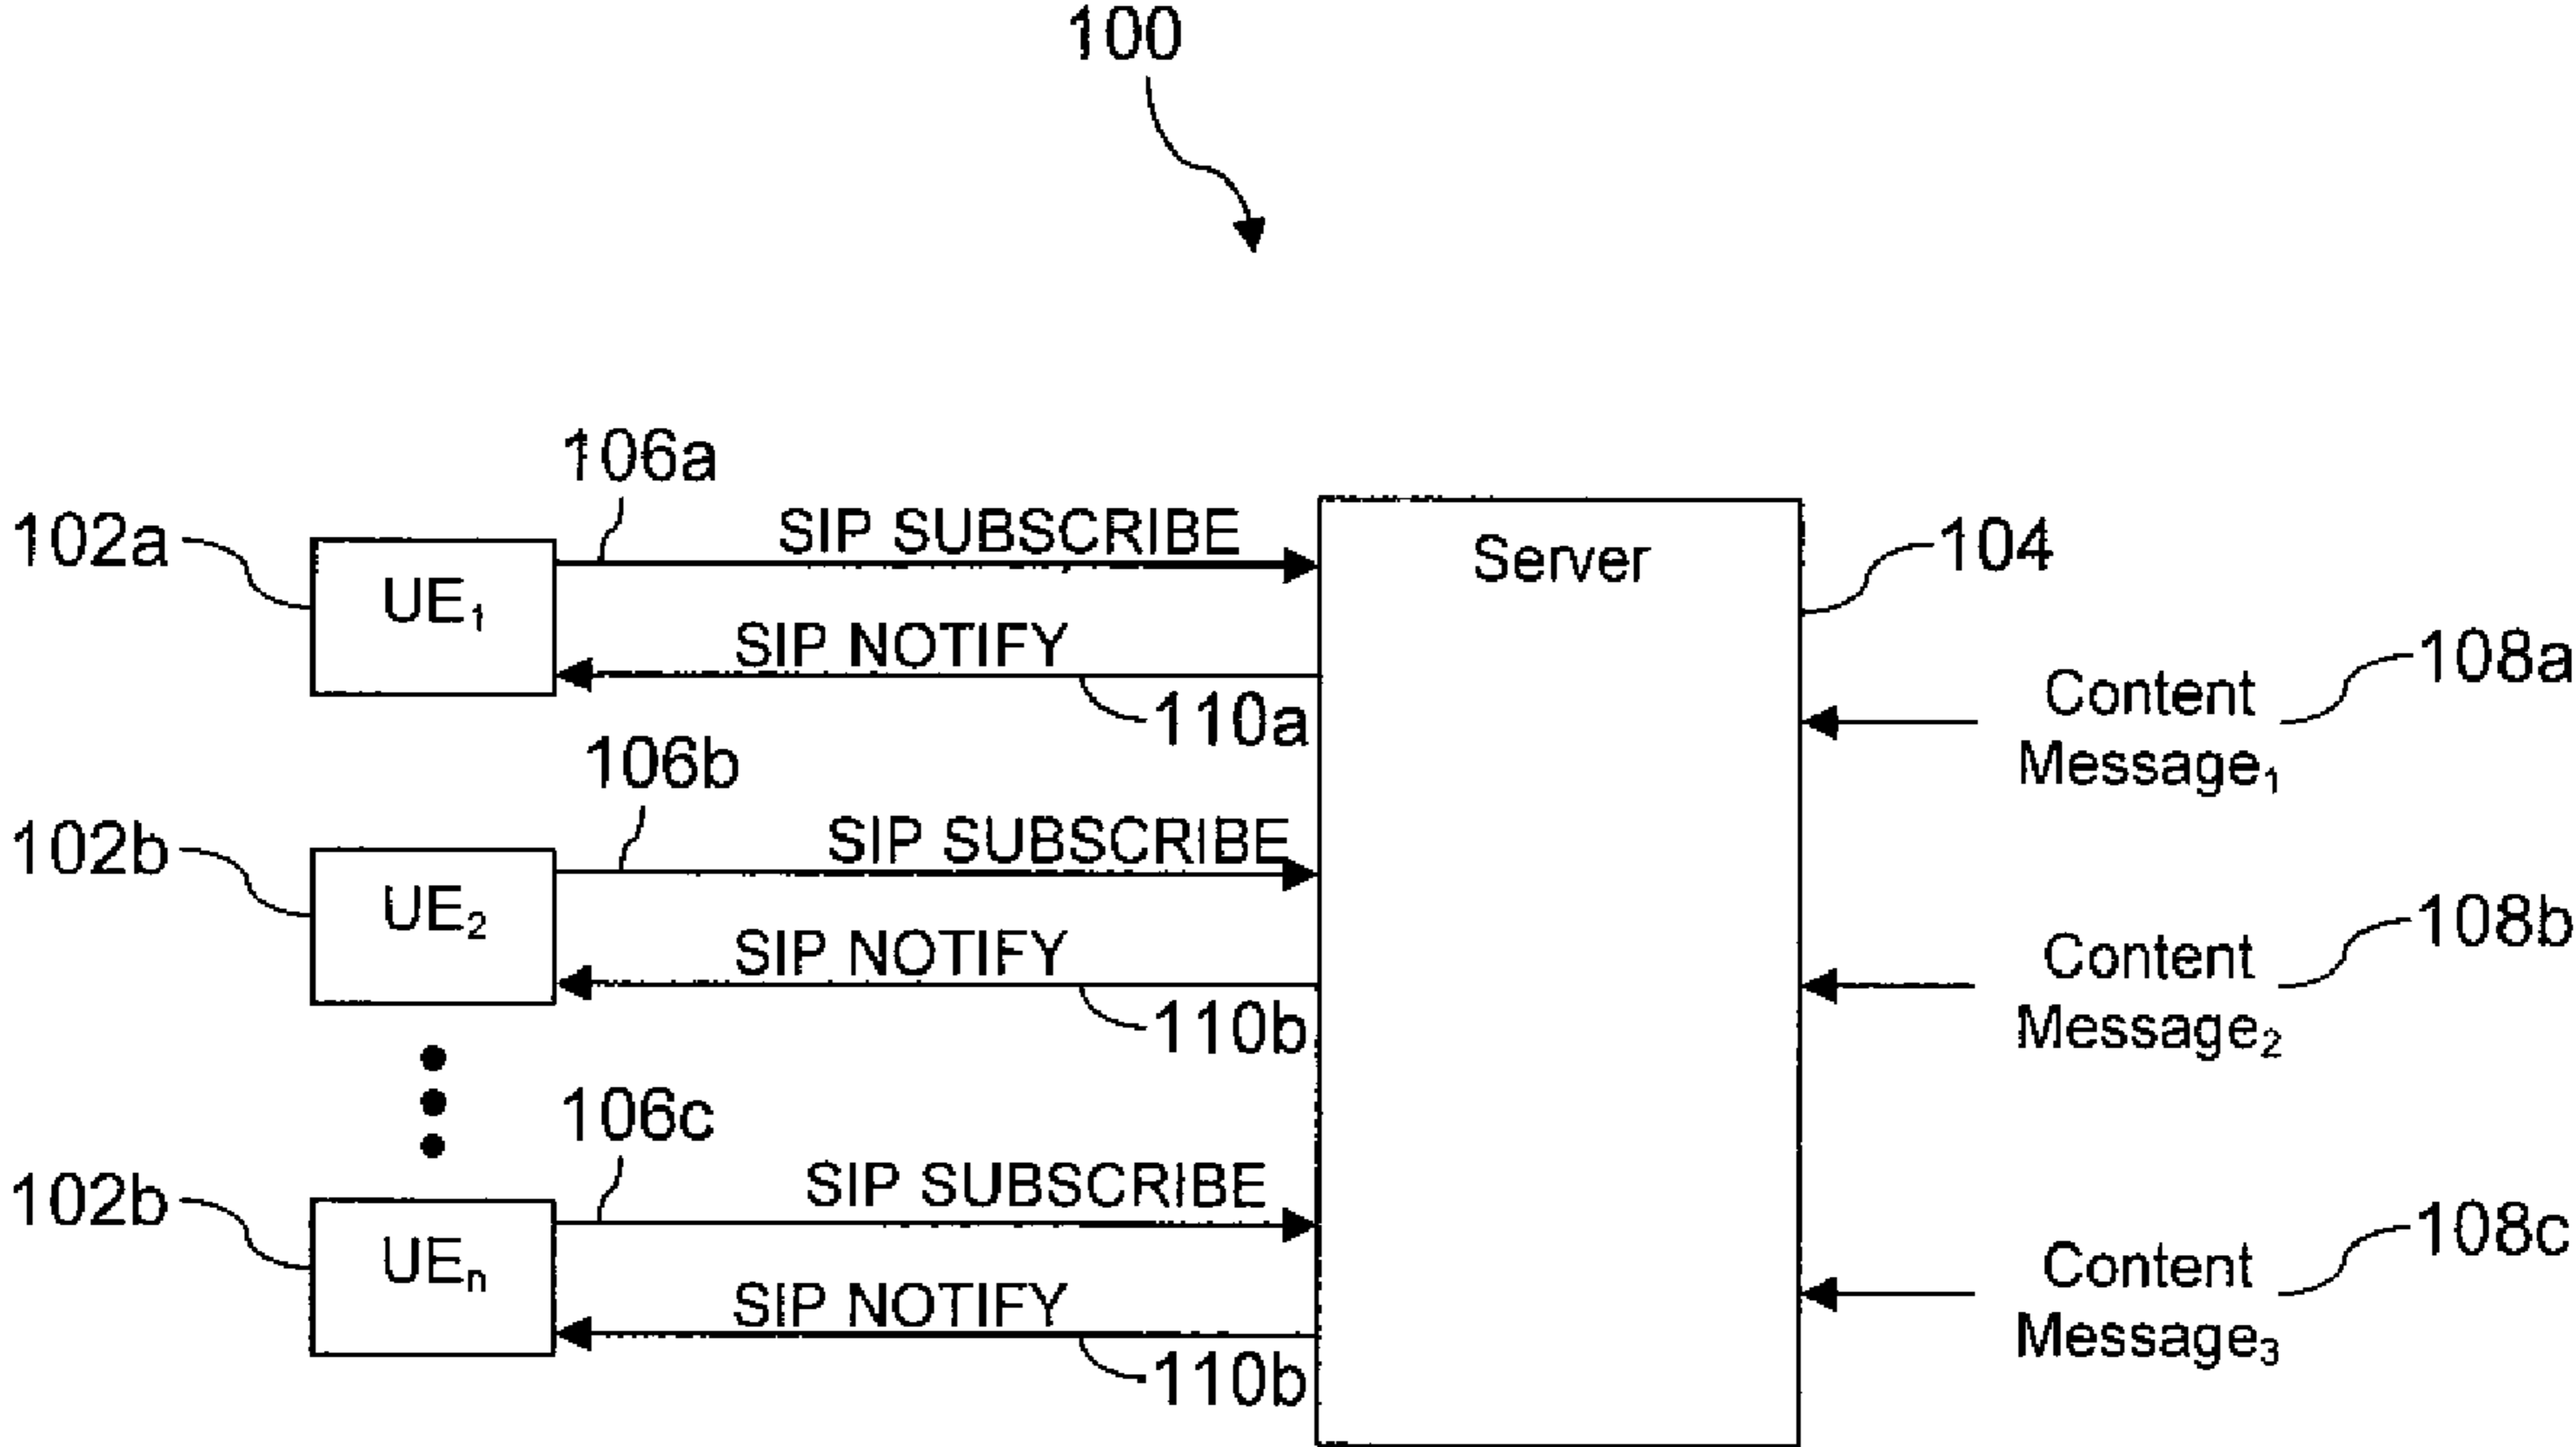 100
106a
102a
UE₁
SIP SUBSCRIBE
Server
104
SIP NOTIFY
110a
108a
Content
Message₁
106b
102b
UE₂
SIP SUBSCRIBE
SIP NOTIFY
110b
108b
Content
Message₂
106c
102b
UEₙ
SIP SUBSCRIBE
SIP NOTIFY
110b
108c
Content
Message₃